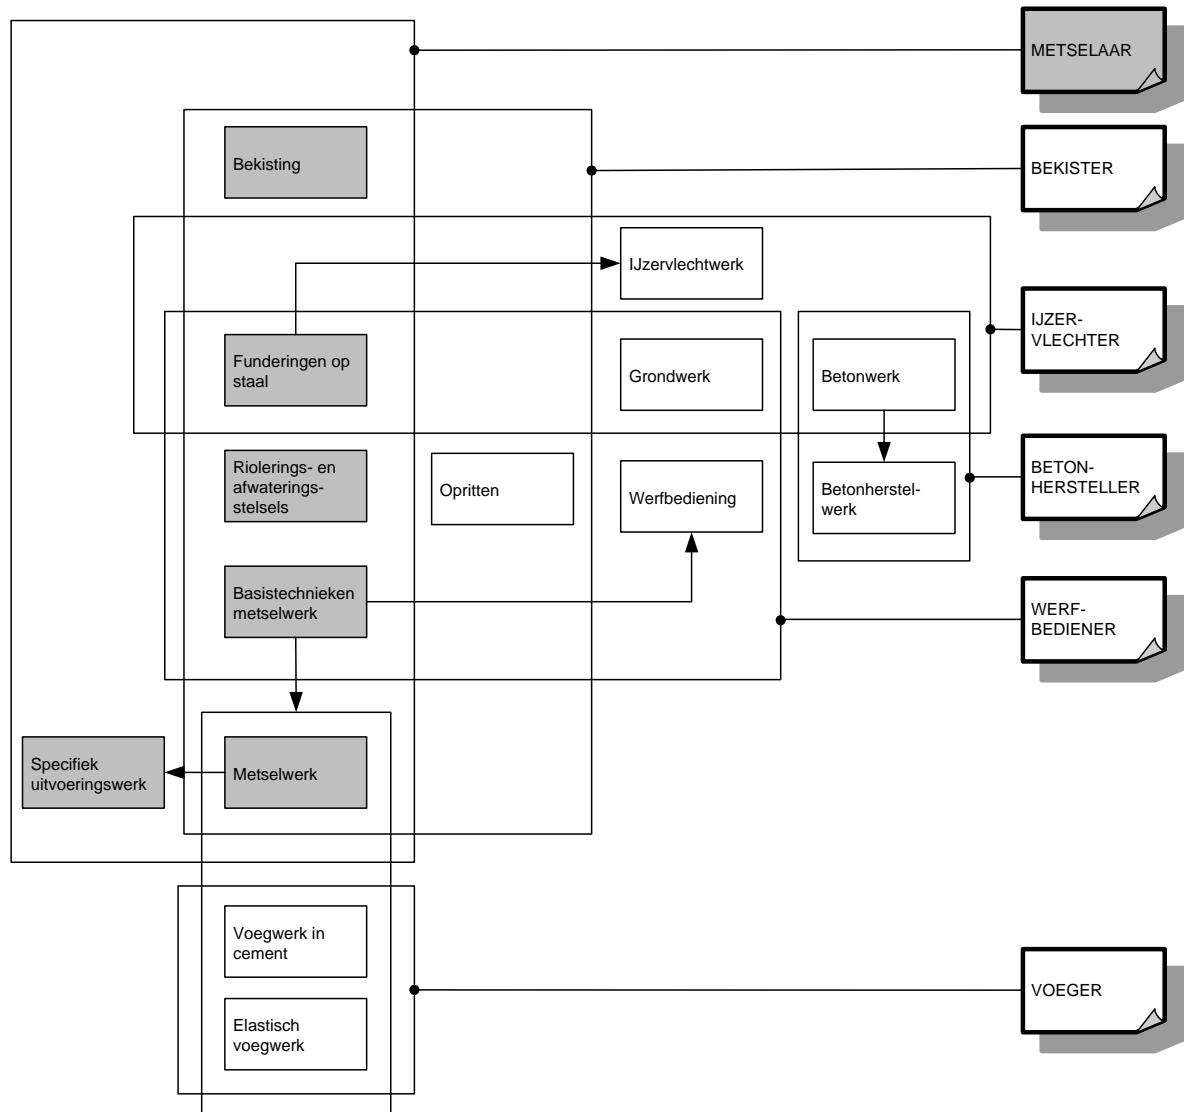 METSELAAR
Bekisting
BEKISTER
IJzervlechtwerk
IJZER-
VLECHTER
Funderingen op
staal
Grondwerk
Betonwerk
Riolerings- en
afwaterings-
stelsels
Opritten
Werfbediening
Betonherstel-
werk
BETON-
HERSTELLER
Basistechnieken
metselwerk
WERF-
BEDIENER
Specifiek
uitvoeringswerk
Metselwerk
Voegwerk in
cement
VOEGER
Elastisch
voegwerk